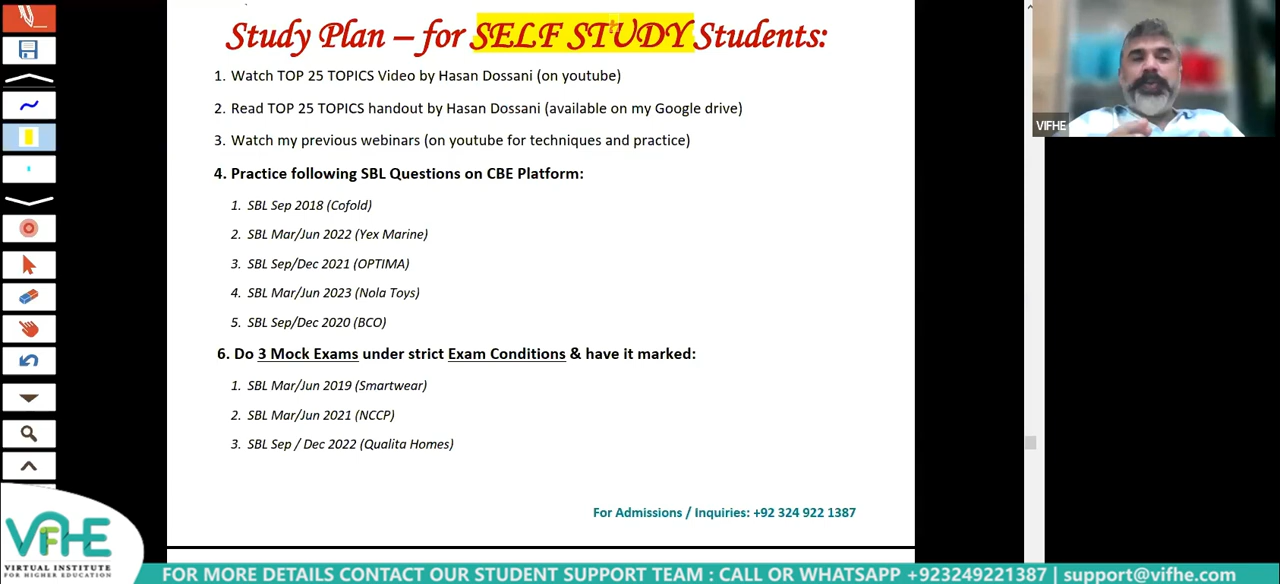 Study Plan – for SELF STUDY Students:
1. Watch TOP 25 TOPICS Video by Hasan Dossani (on youtube)
2. Read TOP 25 TOPICS handout by Hasan Dossani (available on my Google drive)
3. Watch my previous webinars (on youtube for techniques and practice)
4. Practice following SBL Questions on CBE Platform:
1. SBL Sep 2018 (Cofold)
2. SBL Mar/Jun 2022 (Yex Marine)
3. SBL Sep/Dec 2021 (OPTIMA)
4. SBL Mar/Jun 2023 (Nola Toys)
5. SBL Sep/Dec 2020 (BCO)
6. Do 3 Mock Exams under strict Exam Conditions & have it marked:
1. SBL Mar/Jun 2019 (Smartwear)
2. SBL Mar/Jun 2021 (NCCP)
3. SBL Sep / Dec 2022 (Qualita Homes)
For Admissions / Inquiries: +92 324 922 1387
VIFHE
VIFHE
VIRTUAL INSTITUTE
FOR HIGHER EDUCATION
FOR MORE DETAILS CONTACT OUR STUDENT SUPPORT TEAM : CALL OR WHATSAPP +923249221387 | support@vifhe.com